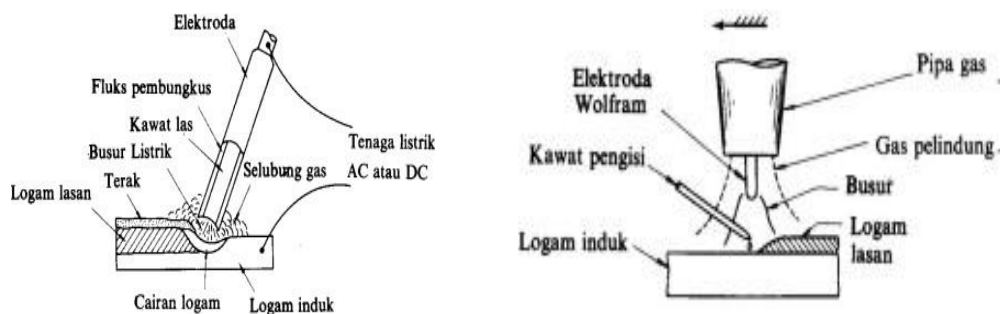 Elektroda
Fluks pembungkus
Kawat las
Busur Listrik
Terak
Logam lasan
Selubung gas
Tenaga listrik
AC atau DC
Cairan logam
Logam induk
Elektroda
Wolfram
Kawat pengisi
Logam induk
Pipa gas
Gas pelindung
Busur
Logam
lasan